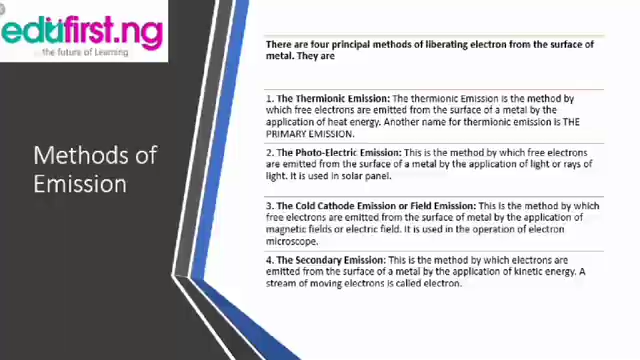 edufirst.ng
the future of Learning
Methods of
Emission
There are four principal methods of liberating electron from the surface of
metal. They are
1. The Thermionic Emission: The thermionic Emission is the method by
which free electrons are emitted from the surface of a metal by the
application of heat energy. Another name for thermionic emission is THE
PRIMARY EMISSION.
2. The Photo-Electric Emission: This is the method by which free electrons
are emitted from the surface of a metal by the application of light or rays of
light. It is used in solar panel.
3. The Cold Cathode Emission or Field Emission: This is the method by which
free electrons are emitted from the surface of metal by the application of
magnetic fields or electric field. It is used in the operation of electron
microscope.
4. The Secondary Emission: This is the method by which electrons are
emitted from the surface of a metal by the application of kinetic energy. A
stream of moving electrons is called electron.